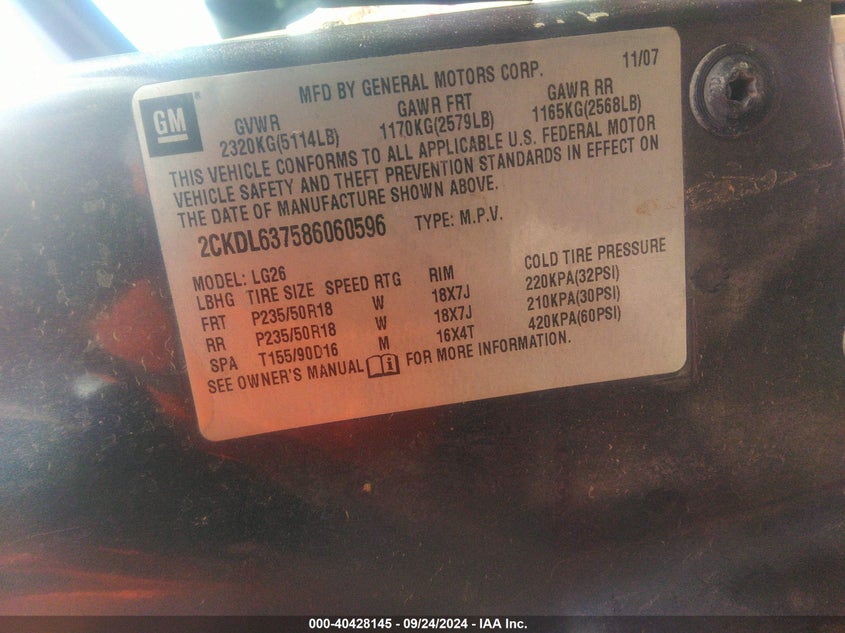 MFD BY GENERAL MOTORS CORP. 11/07
GM
GVWR GAWR FRT GAWR RR
2320KG(5114LB) 1170KG(2579LB) 1165KG(2568LB)
THIS VEHICLE CONFORMS TO ALL APPLICABLE U.S. FEDERAL MOTOR
VEHICLE SAFETY AND THEFT PREVENTION STANDARDS IN EFFECT ON
THE DATE OF MANUFACTURE SHOWN ABOVE.
2CKDL637586060596 TYPE: M.P.V.
MODEL: LG26
LBHG TIRE SIZE SPEED RTG RIM COLD TIRE PRESSURE
FRT P235/50R18 W 18X7J 220KPA(32PSI)
RR P235/50R18 W 18X7J 210KPA(30PSI)
SPA T155/90D16 M 16X4T 420KPA(60PSI)
SEE OWNER'S MANUAL i FOR MORE INFORMATION.
000-40428145 - 09/24/2024 - IAA Inc.